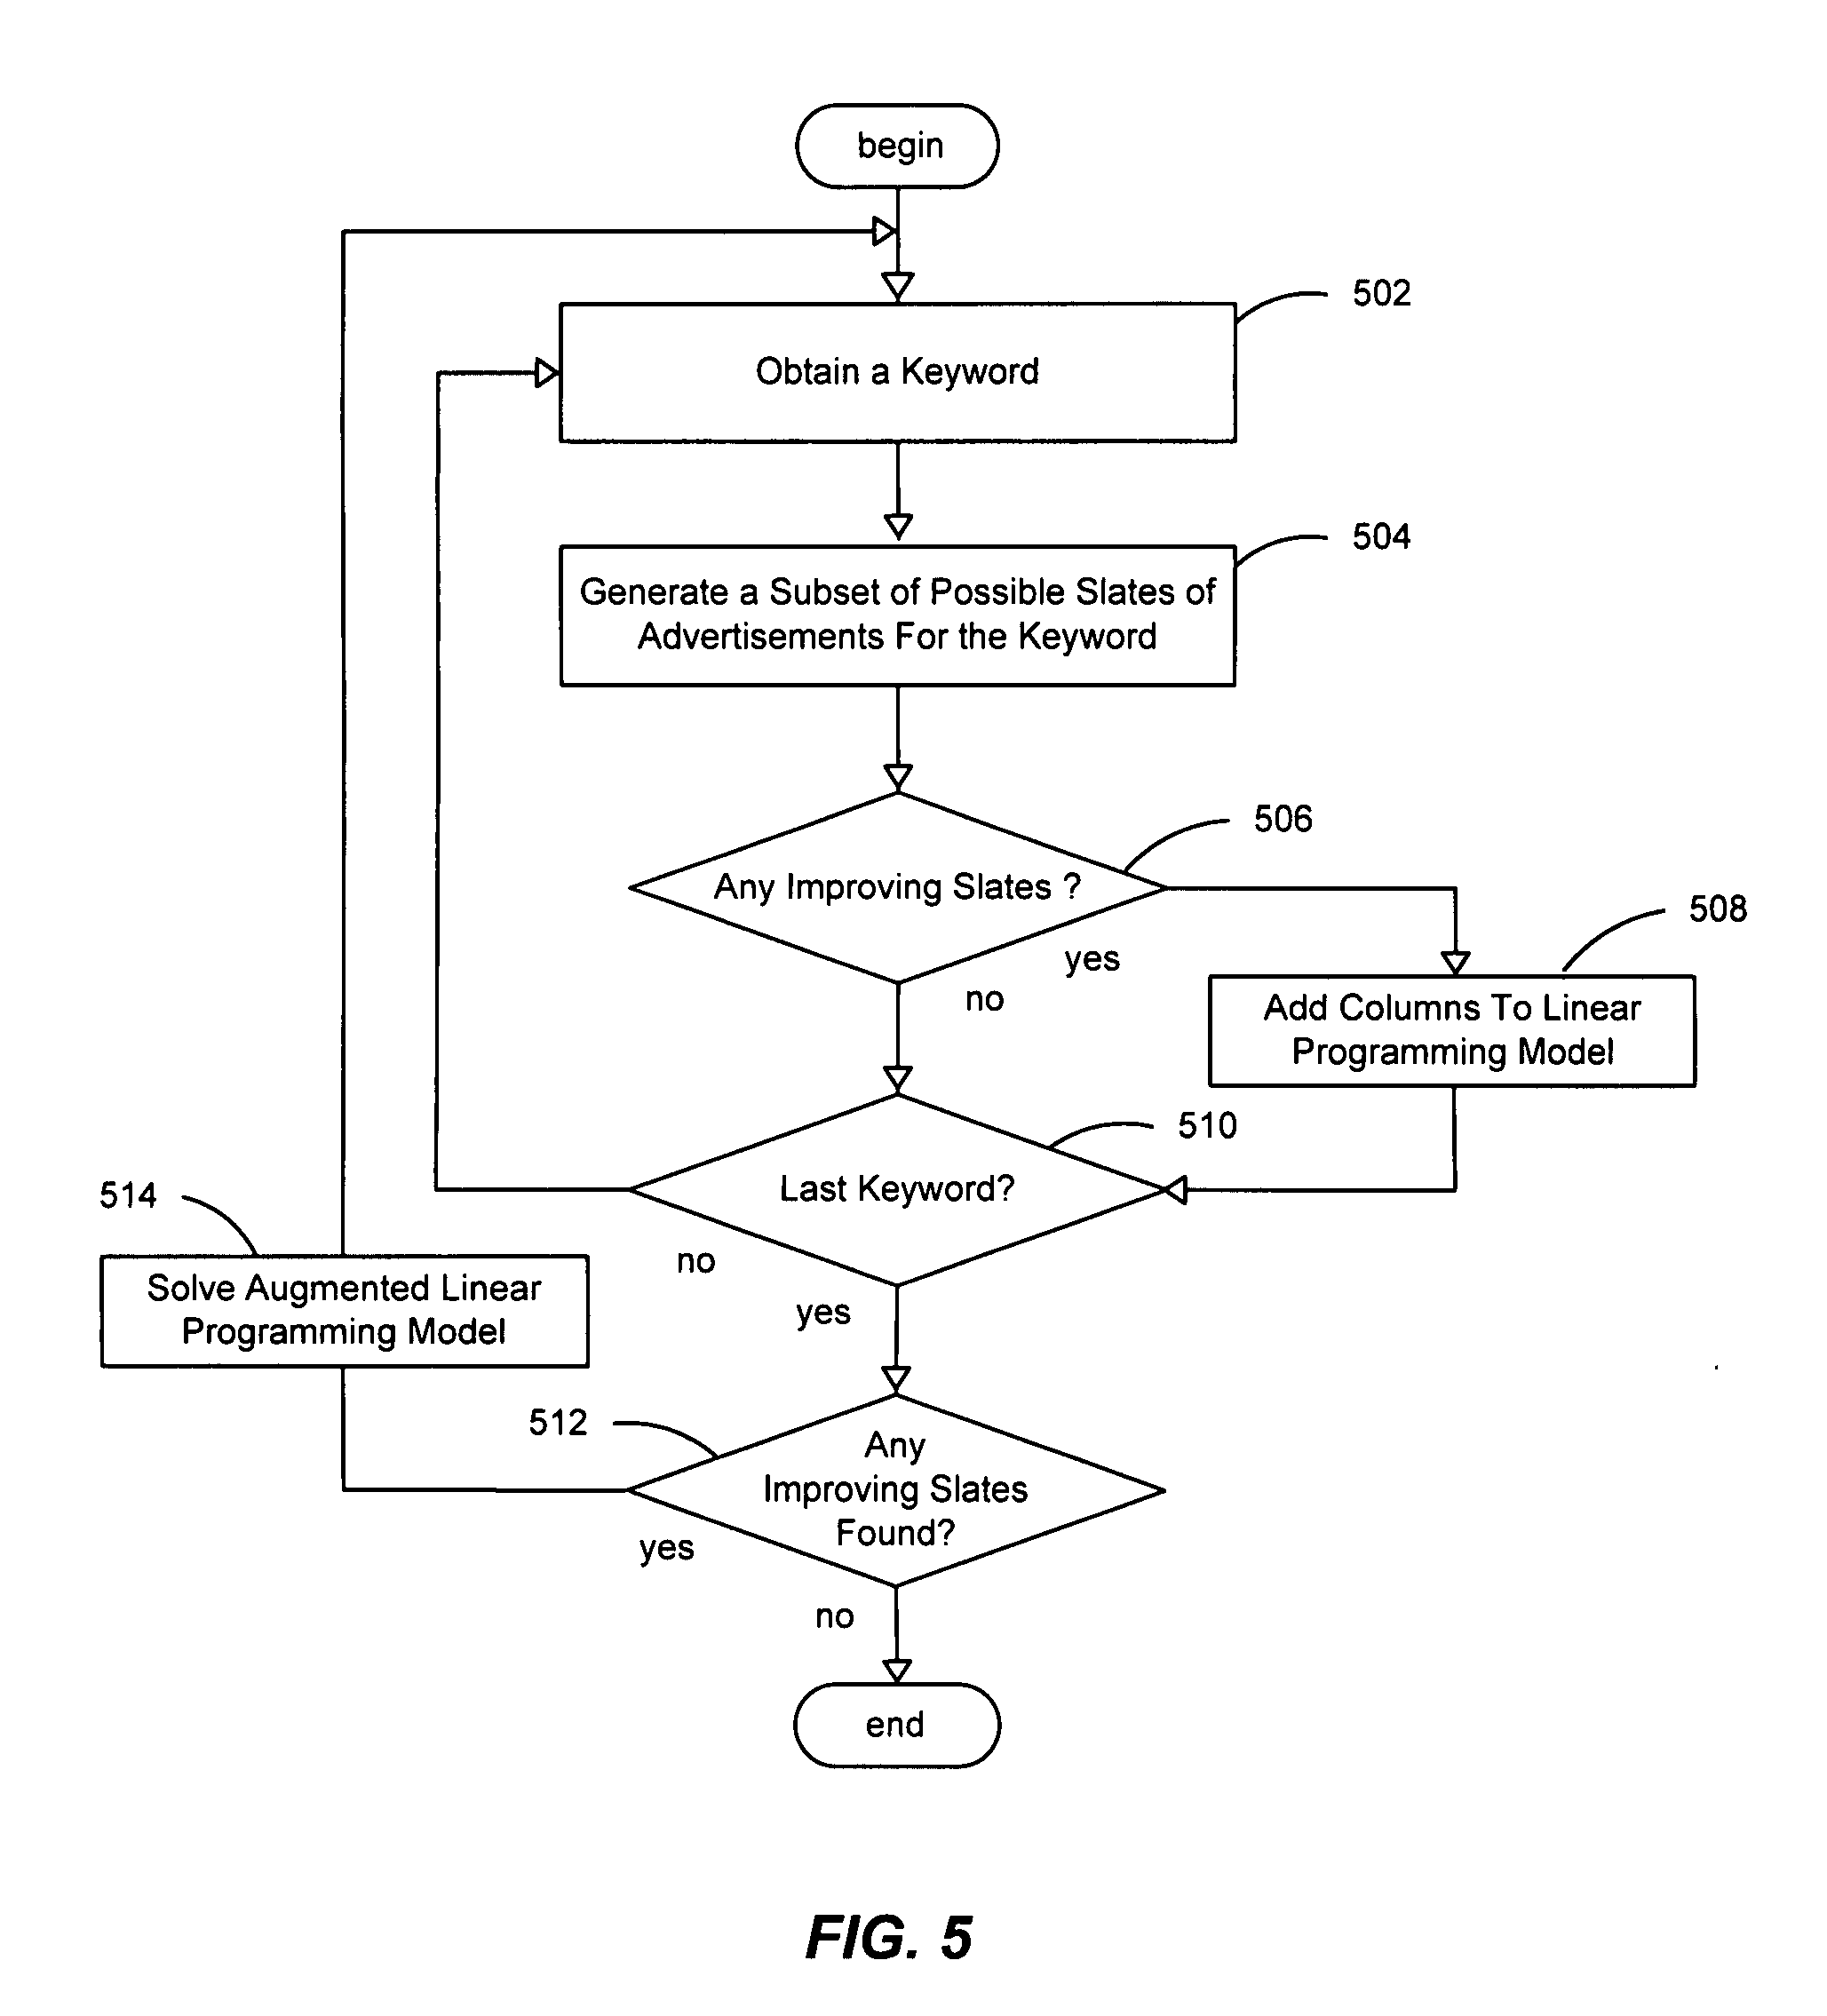 begin
502
Obtain a Keyword
504
Generate a Subset of Possible Slates of
Advertisements For the Keyword
506
Any Improving Slates ?
508
yes
no
Add Columns To Linear
Programming Model
510
Last Keyword?
514
no
Solve Augmented Linear
Programming Model
yes
512
Any
Improving Slates
Found?
yes
no
end
FIG. 5